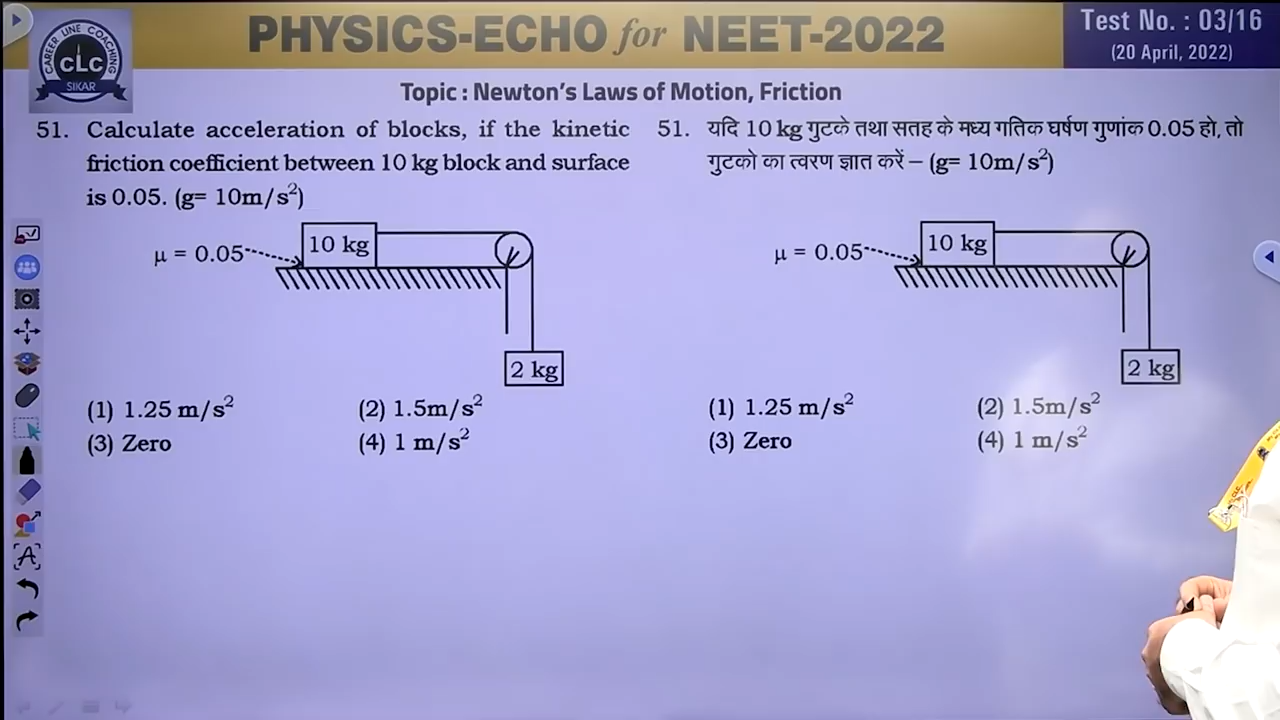 PHYSICS-ECHO for NEET-2022
Test No. : 03/16
(20 April, 2022)
CAREER LINE COACHING
CLC
SIKAR
Topic : Newton's Laws of Motion, Friction
51. Calculate acceleration of blocks, if the kinetic
friction coefficient between 10 kg block and surface
is 0.05. (g= 10m/s²)
μ = 0.05
10 kg
2 kg
(1) 1.25 m/s²
(2) 1.5m/s²
(3) Zero
(4) 1 m/s²
51. यदि 10 kg गुटके तथा सतह के मध्य गतिक घर्षण गुणांक 0.05 हो, तो
गुटको का त्वरण ज्ञात करें – (g= 10m/s²)
μ = 0.05
10 kg
2 kg
(1) 1.25 m/s²
(2) 1.5m/s²
(3) Zero
(4) 1 m/s²